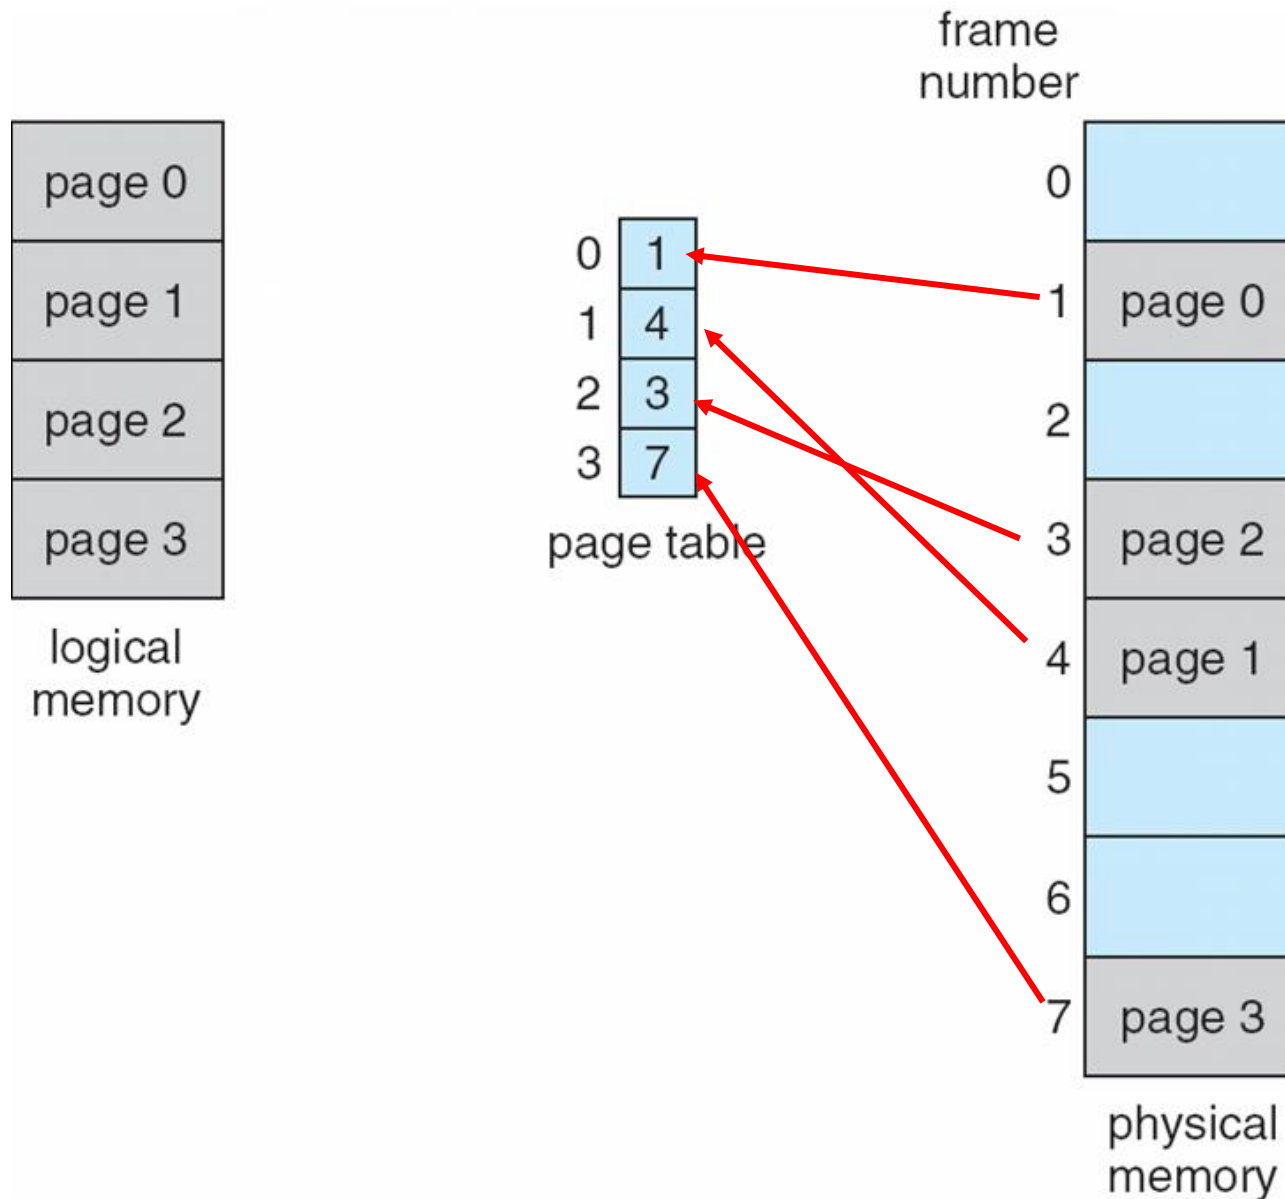 frame
number
page 0
page 1
page 2
page 3
logical
memory
0 1
1 4
2 3
3 7
page table
0
1 page 0
2
3 page 2
4 page 1
5
6
7 page 3
physical
memory